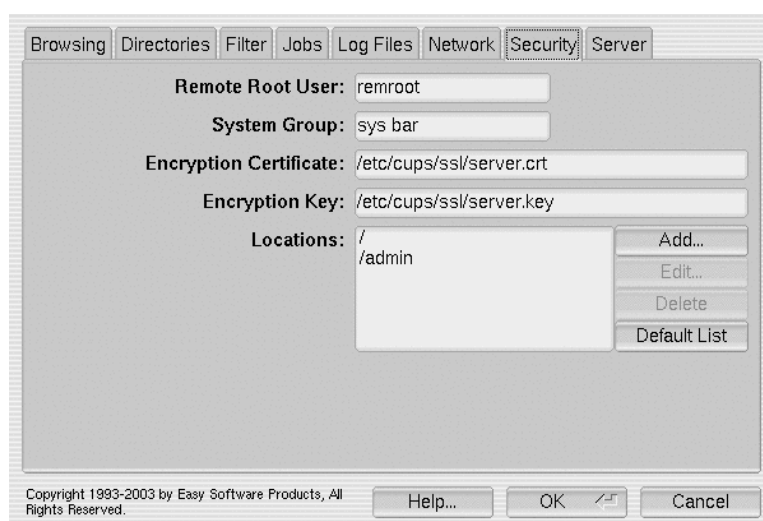 Browsing Directories Filter Jobs Log Files Network Security Server
Remote Root User: remroot
System Group: sys bar
Encryption Certificate: /etc/cups/ssl/server.crt
Encryption Key: /etc/cups/ssl/server.key
Locations: / Add...
/admin
Edit...
Delete
Default List
Copyright 1993-2003 by Easy Software Products, All
Rights Reserved.
Help... OK Cancel